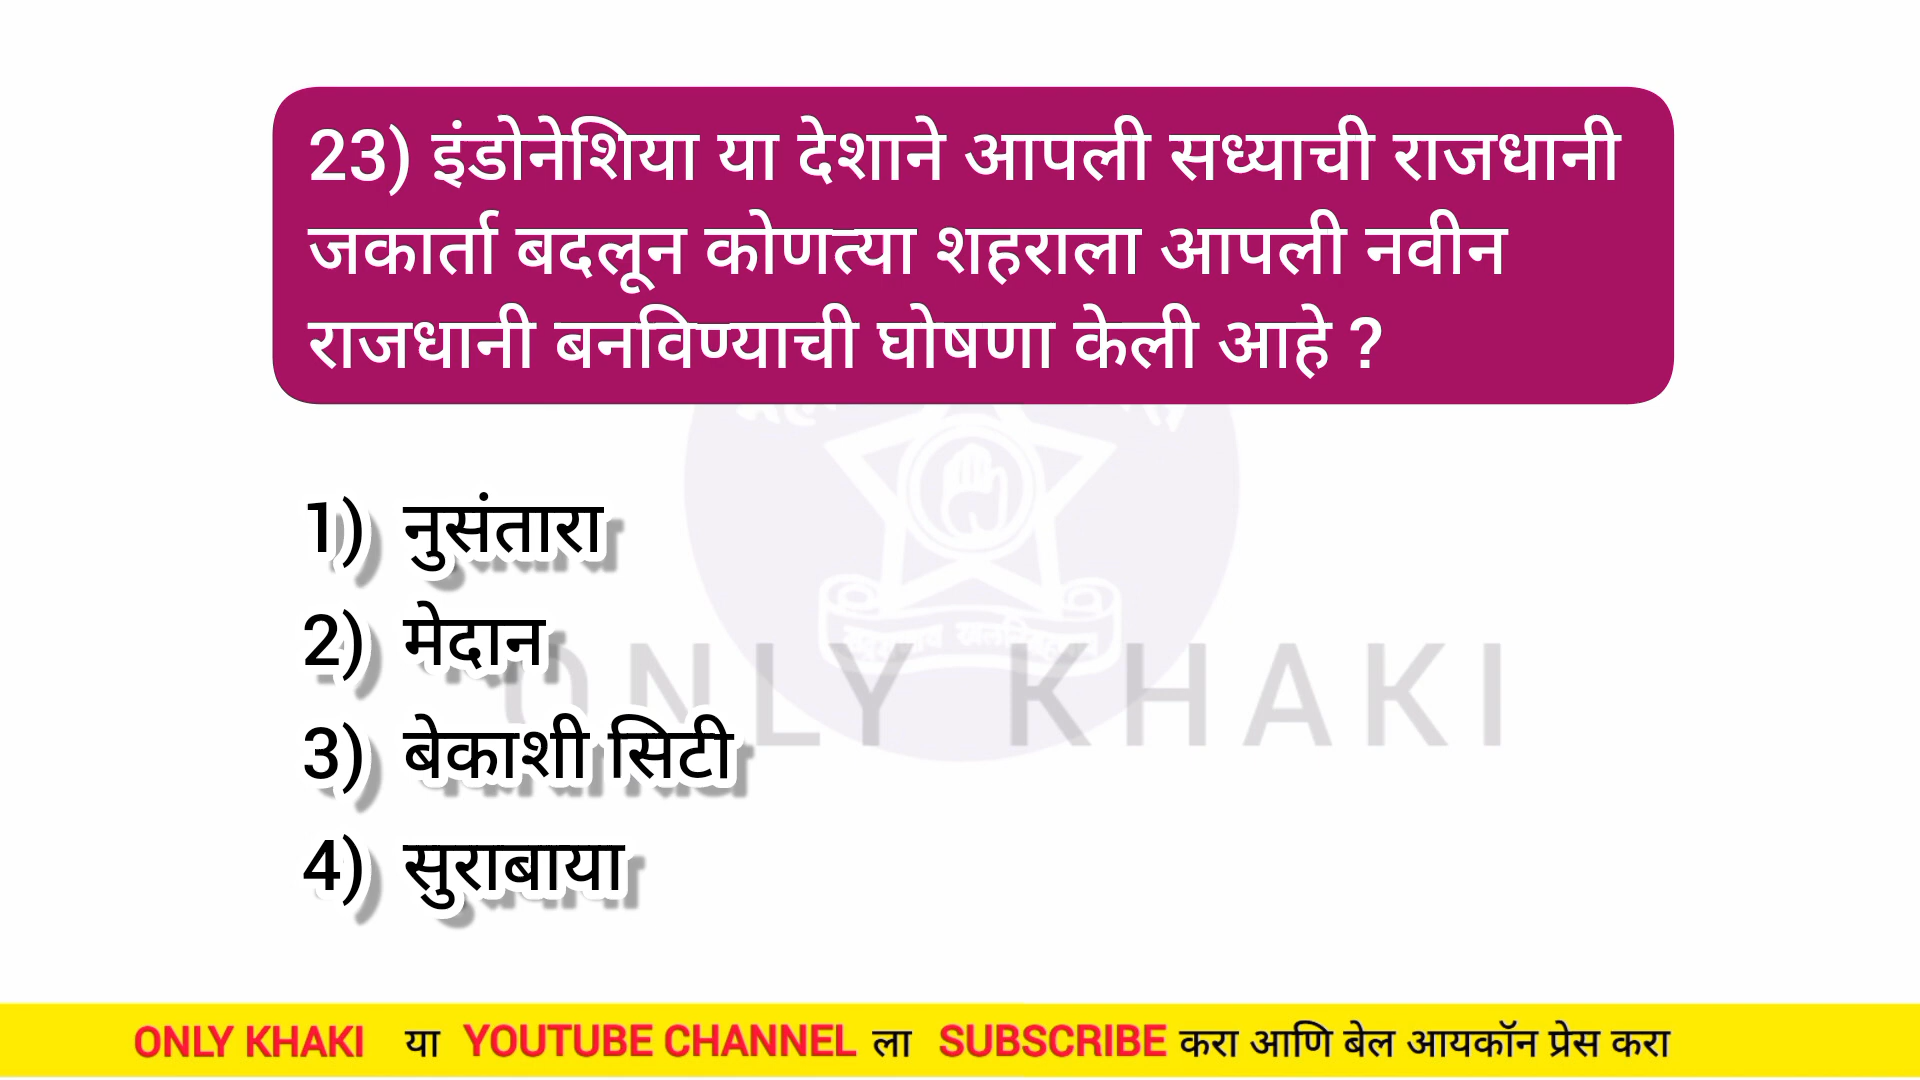 23) इंडोनेशिया या देशाने आपली सध्याची राजधानी
जकार्ता बदलून कोणत्या शहराला आपली नवीन
राजधानी बनविण्याची घोषणा केली आहे ?
1) नुसंतारा
2) मेदान
3) बेकाशी सिटी
4) सुराबाया
ONLY KHAKI
ONLY KHAKI या YOUTUBE CHANNEL ला SUBSCRIBE करा आणि बेल आयकॉन प्रेस करा